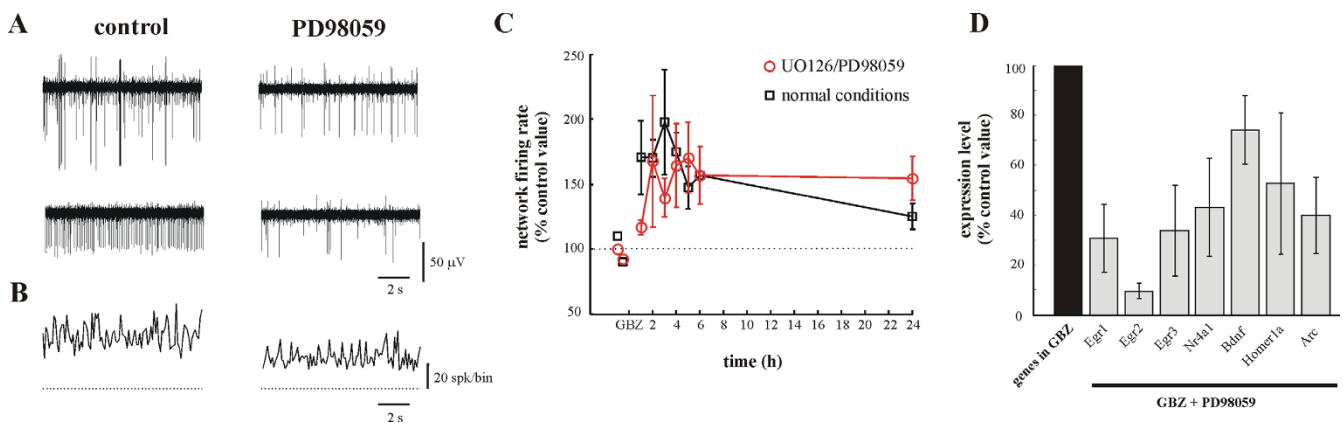 A
control
PD98059
50 µV
2 s
B
20 spk/bin
2 s
C
network firing rate
(% control value)
250
200
150
100
50
UO126/PD98059
normal conditions
GBZ 2 4 6 8 10 12 14 16 18 20 22 24
time (h)
D
expression level
(% control value)
100
80
60
40
20
0
genes in GBZ
Egr1
Egr2
Egr3
Nr4a1
Bdnf
Homer1a
Arc
GBZ + PD98059